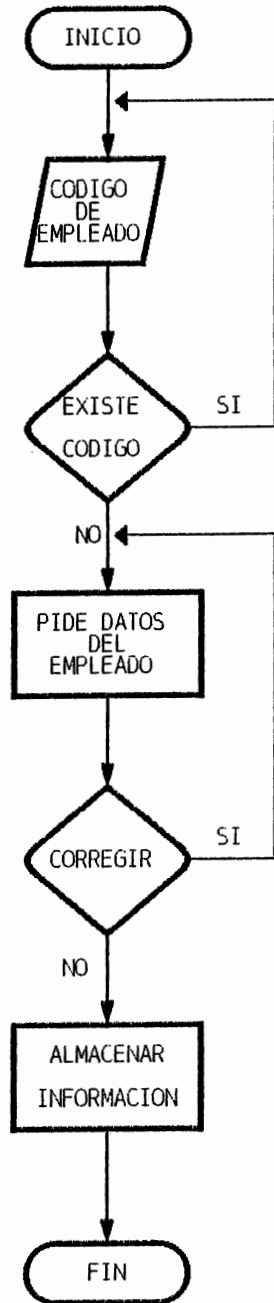 INICIO
CODIGO
DE
EMPLEADO
EXISTE
CODIGO
SI
NO
PIDE DATOS
DEL
EMPLEADO
CORREGIR
SI
NO
ALMACENAR
INFORMACION
FIN